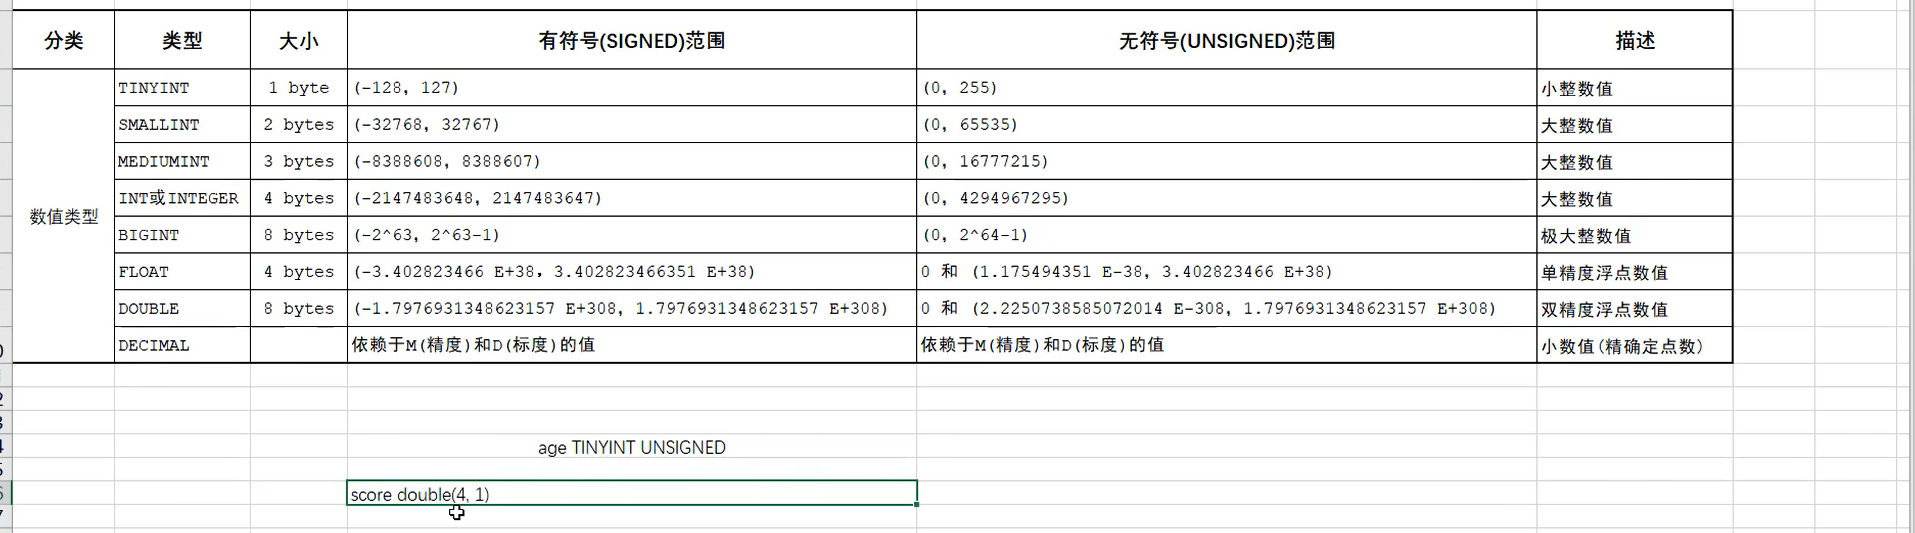 分类 类型 大小 有符号(SIGNED)范围 无符号(UNSIGNED)范围 描述
数值类型
TINYINT 1 byte (-128, 127) (0, 255) 小整数值
SMALLINT 2 bytes (-32768, 32767) (0, 65535) 大整数值
MEDIUMINT 3 bytes (-8388608, 8388607) (0, 16777215) 大整数值
INT或INTEGER 4 bytes (-2147483648, 2147483647) (0, 4294967295) 大整数值
BIGINT 8 bytes (-2^63, 2^63-1) (0, 2^64-1) 极大整数值
FLOAT 4 bytes (-3.402823466 E+38, 3.402823466351 E+38) 0 和 (1.175494351 E-38, 3.402823466 E+38) 单精度浮点数值
DOUBLE 8 bytes (-1.7976931348623157 E+308, 1.7976931348623157 E+308) 0 和 (2.2250738585072014 E-308, 1.7976931348623157 E+308) 双精度浮点数值
DECIMAL 依赖于M(精度)和D(标度)的值 依赖于M(精度)和D(标度)的值 小数值(精确定点数)
age TINYINT UNSIGNED
score double(4, 1)